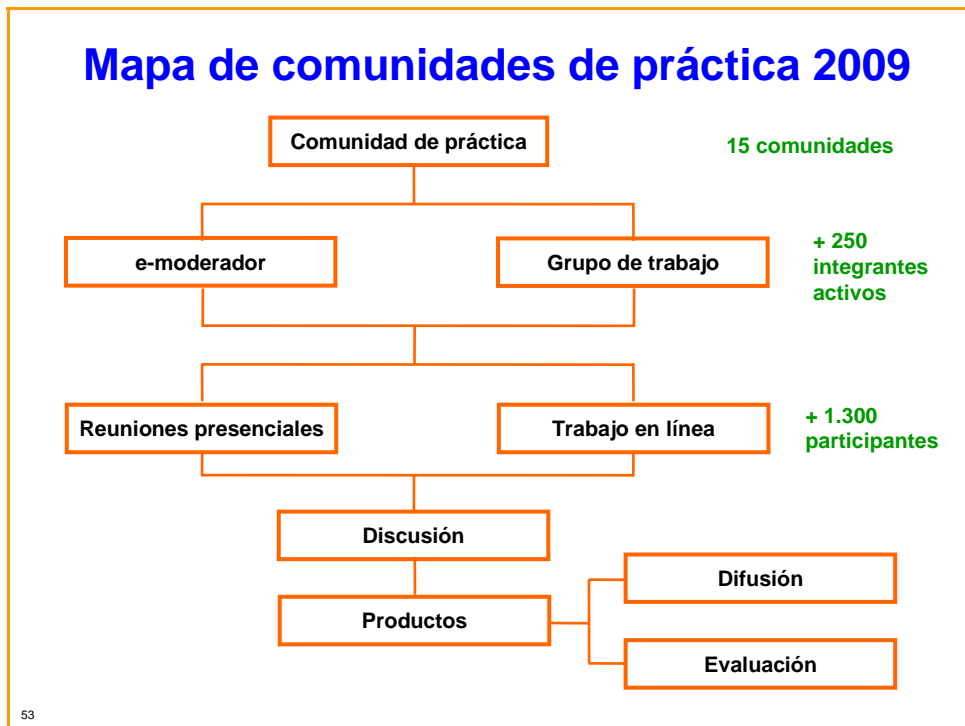 Mapa de comunidades de práctica 2009
Comunidad de práctica
15 comunidades
e-moderador
Grupo de trabajo
+ 250
integrantes
activos
Reuniones presenciales
Trabajo en línea
+ 1.300
participantes
Discusión
Difusión
Productos
Evaluación
53